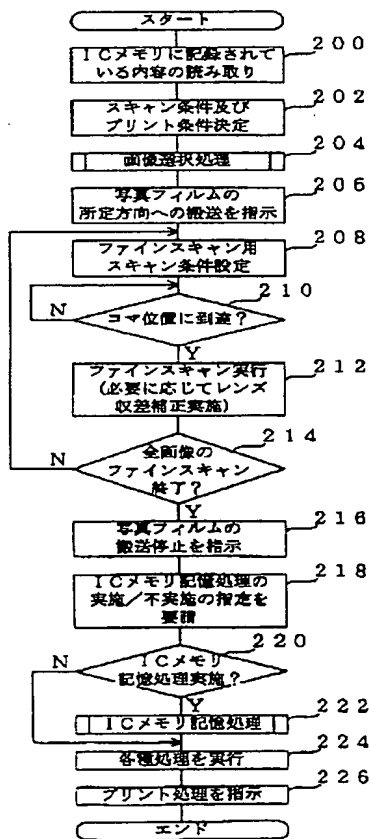 スタート
200
ICメモリに記録されて
いる内容の読み取り
202
スキャン条件及び
プリント条件決定
204
画像選択処理
206
写真フィルムの
所定方向への搬送を指示
208
ファインスキャン用
スキャン条件設定
210
コマ位置に到達?
N
Y
212
ファインスキャン実行
(必要に応じてレンズ
収差補正実施)
214
全画像の
ファインスキャン
終了?
N
Y
216
写真フィルムの
搬送停止を指示
218
ICメモリ記憶処理の
実施/不実施の指定を
要請
220
ICメモリ
記憶処理実施?
N
Y
222
ICメモリ記憶処理
224
各種処理を実行
226
プリント処理を指示
エンド